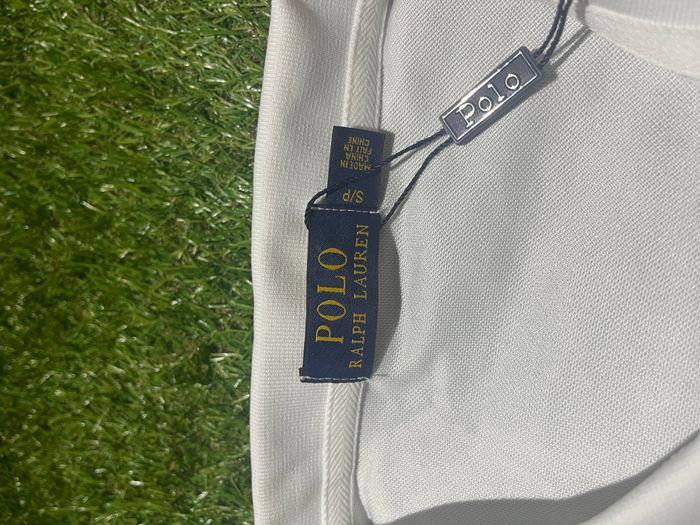 Polo
POLO
RALPH LAUREN
S/P
MADE IN
CHINA
FAIT EN
CHINE